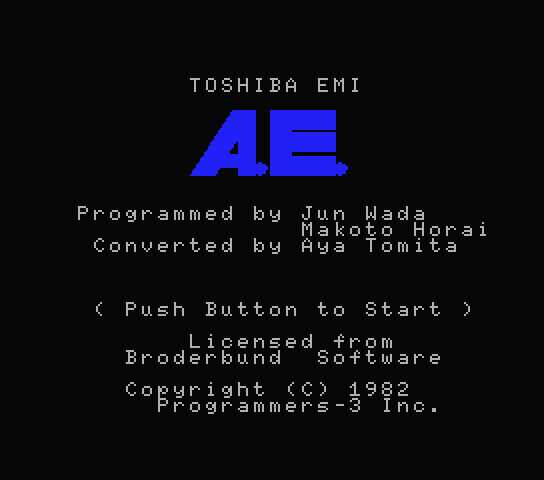 TOSHIBA EMI
A.E.
Programmed by Jun Wada
Makoto Horai
Converted by Aya Tomita
( Push Button to Start )
Licensed from
Broderbund Software
Copyright (C) 1982
Programmers-3 Inc.